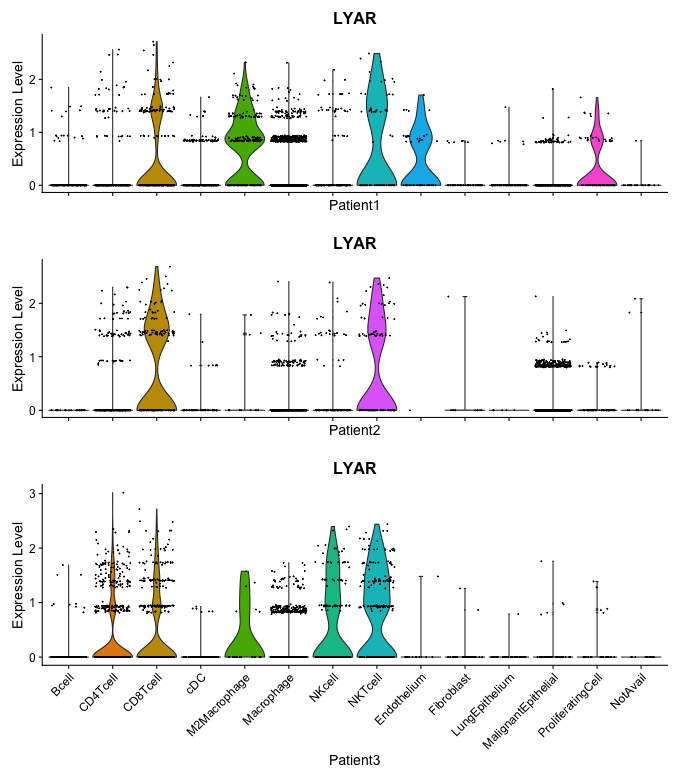 LYAR
Expression Level
2
1
0
Patient1
LYAR
Expression Level
2
1
0
Patient2
LYAR
Expression Level
3
2
1
0
Bcell
CD4Tcell
CD8Tcell
cDC
M2Macrophage
Macrophage
NKcell
NKTcell
Endothelium
Fibroblast
LungEpithelium
MalignantEpithelial
ProliferatingCell
NotAvail
Patient3